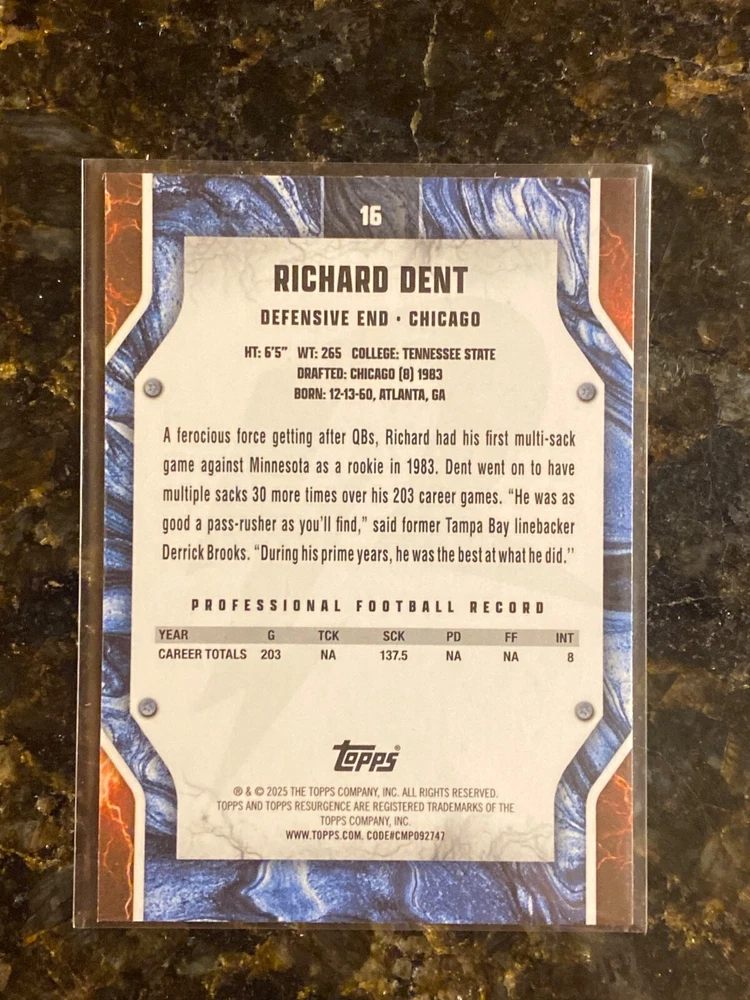 16
RICHARD DENT
DEFENSIVE END • CHICAGO
HT: 6'5" WT: 265 COLLEGE: TENNESSEE STATE
DRAFTED: CHICAGO (8) 1983
BORN: 12-13-60, ATLANTA, GA
A ferocious force getting after QBs, Richard had his first multi-sack
game against Minnesota as a rookie in 1983. Dent went on to have
multiple sacks 30 more times over his 203 career games. “He was as
good a pass-rusher as you’ll find,” said former Tampa Bay linebacker
Derrick Brooks. “During his prime years, he was the best at what he did.”
PROFESSIONAL FOOTBALL RECORD
YEAR G TCK SCK PD FF INT
CAREER TOTALS 203 NA 137.5 NA NA 8
Topps®
® & © 2025 THE TOPPS COMPANY, INC. ALL RIGHTS RESERVED.
TOPPS AND TOPPS RESURGENCE ARE REGISTERED TRADEMARKS OF THE
TOPPS COMPANY, INC.
WWW.TOPPS.COM. CODE#CMP092747